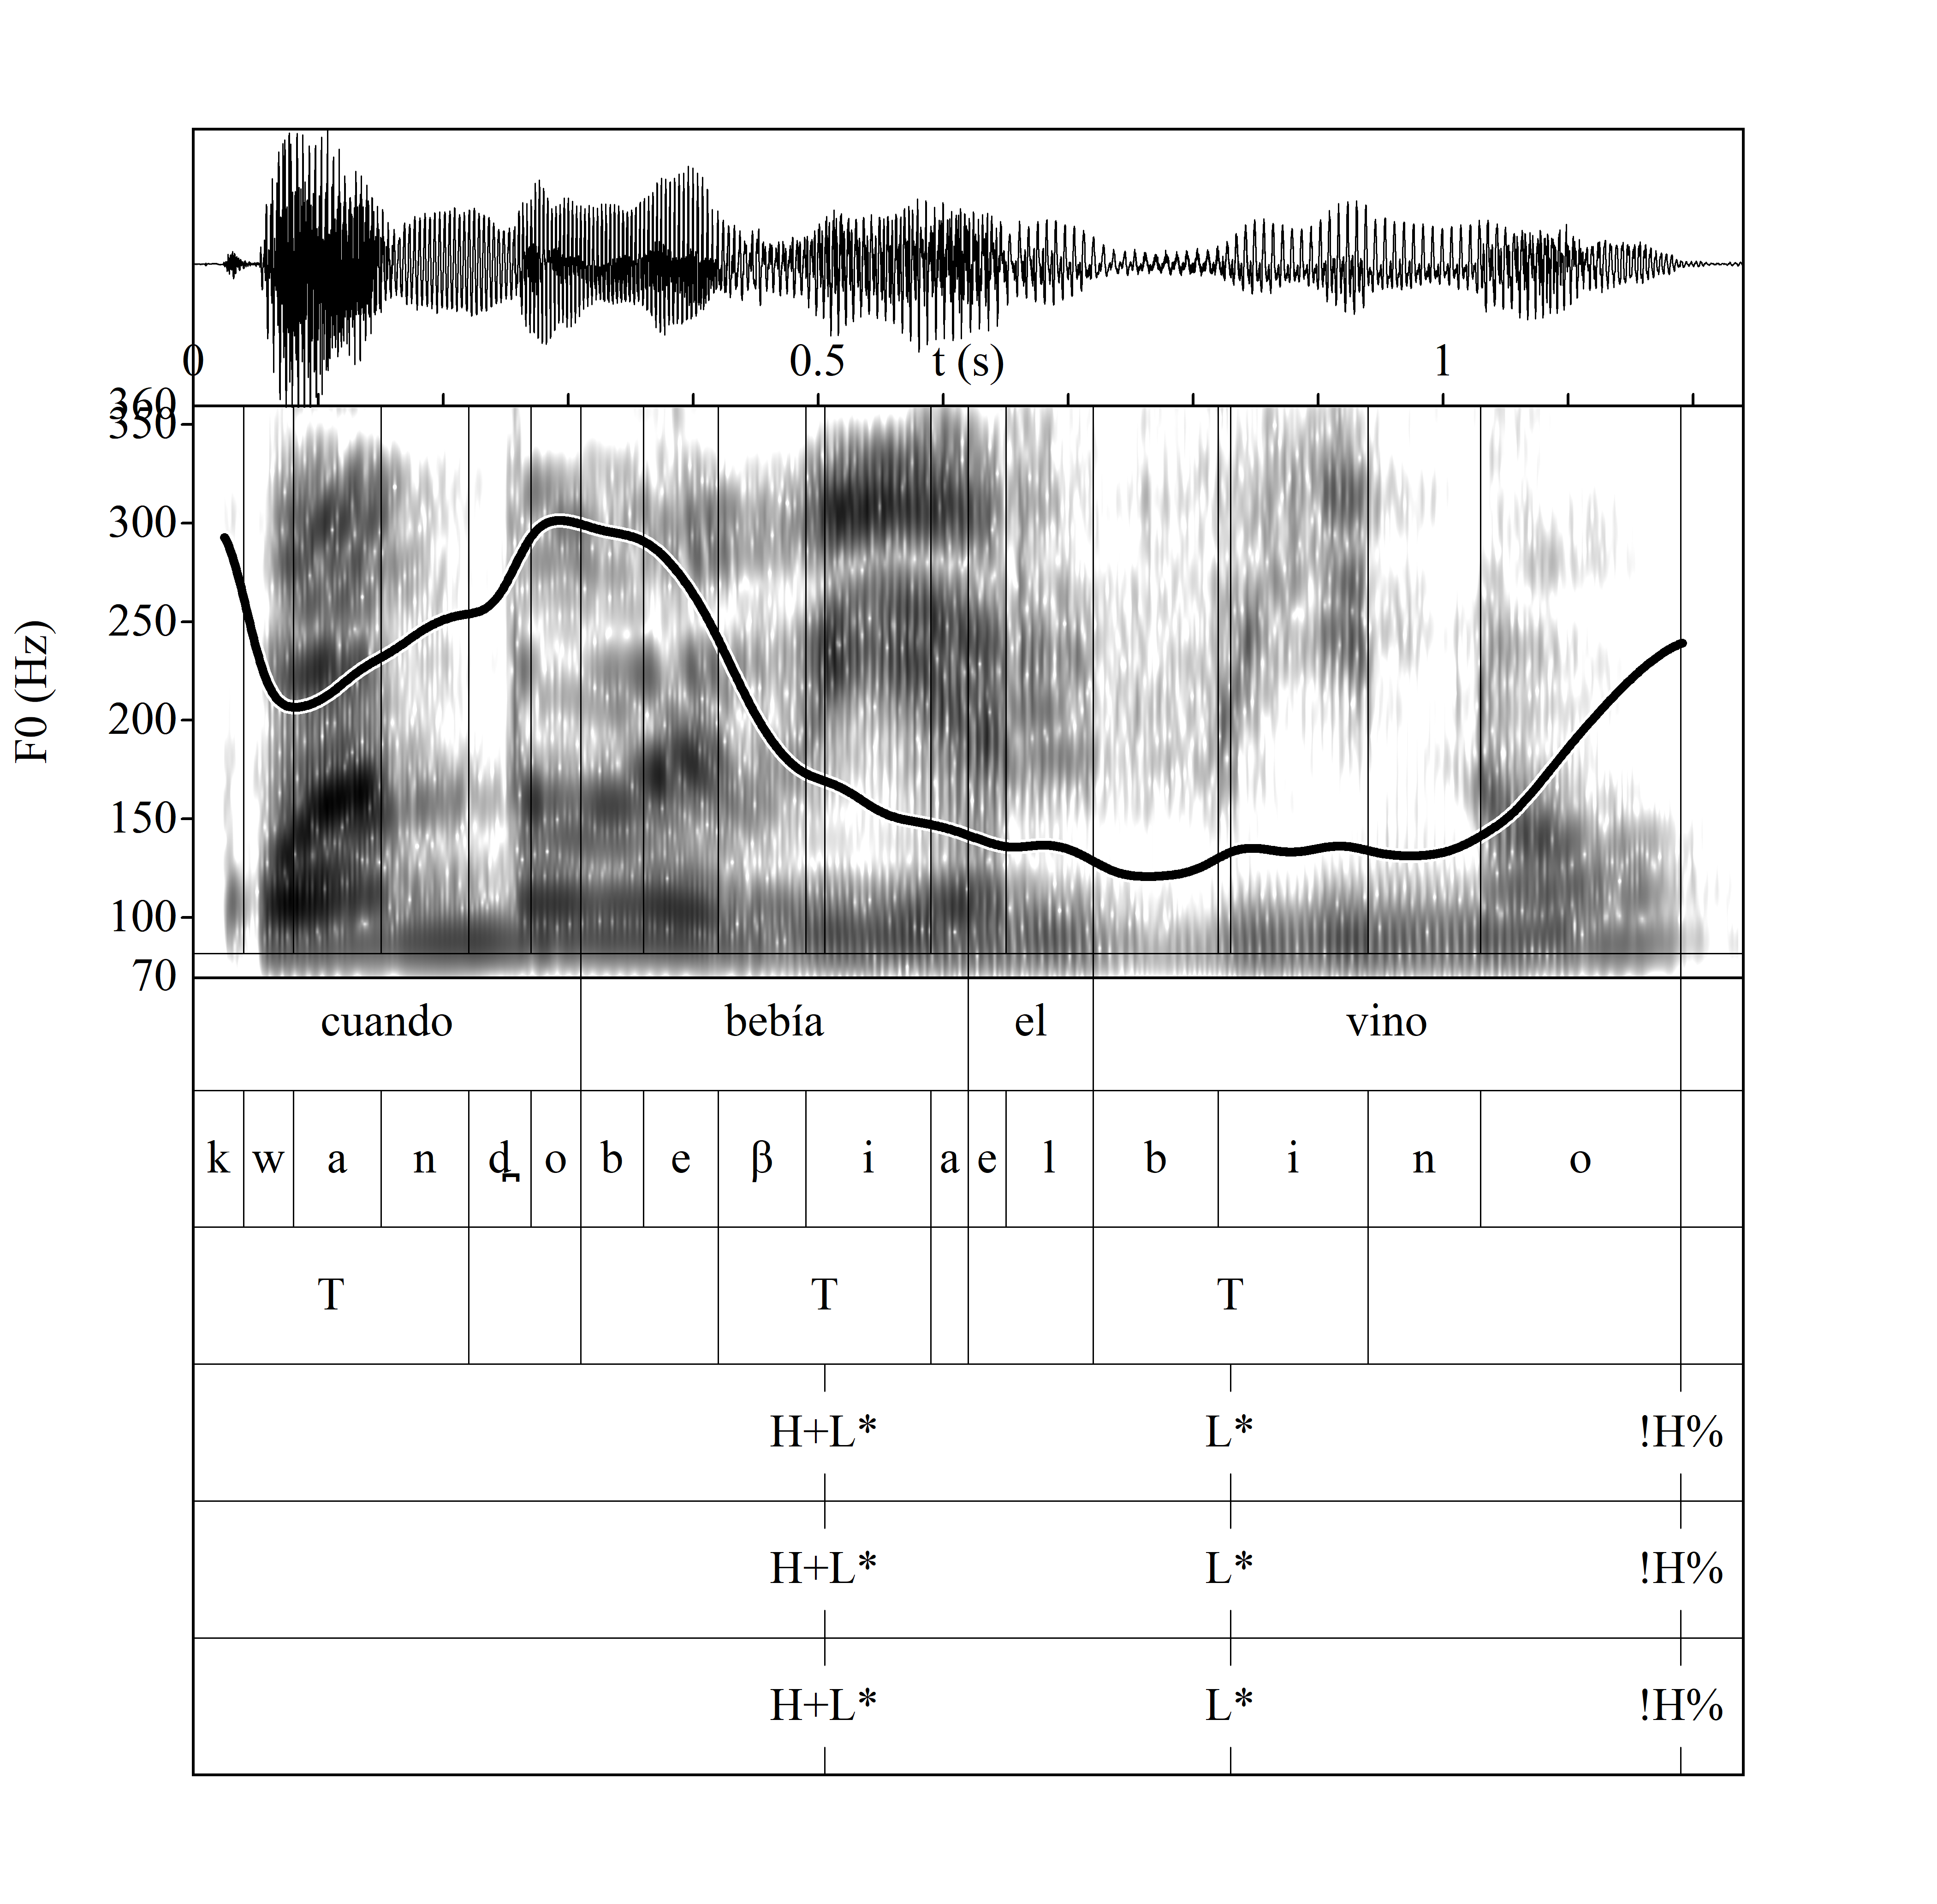 0 0.5 t (s) 1
360
350
300
250
200
150
100
70
F0 (Hz)
cuando bebía el vino
k w a n d̪ o b e β i a e l b i n o
T T T
H+L* L* !H%
H+L* L* !H%
H+L* L* !H%